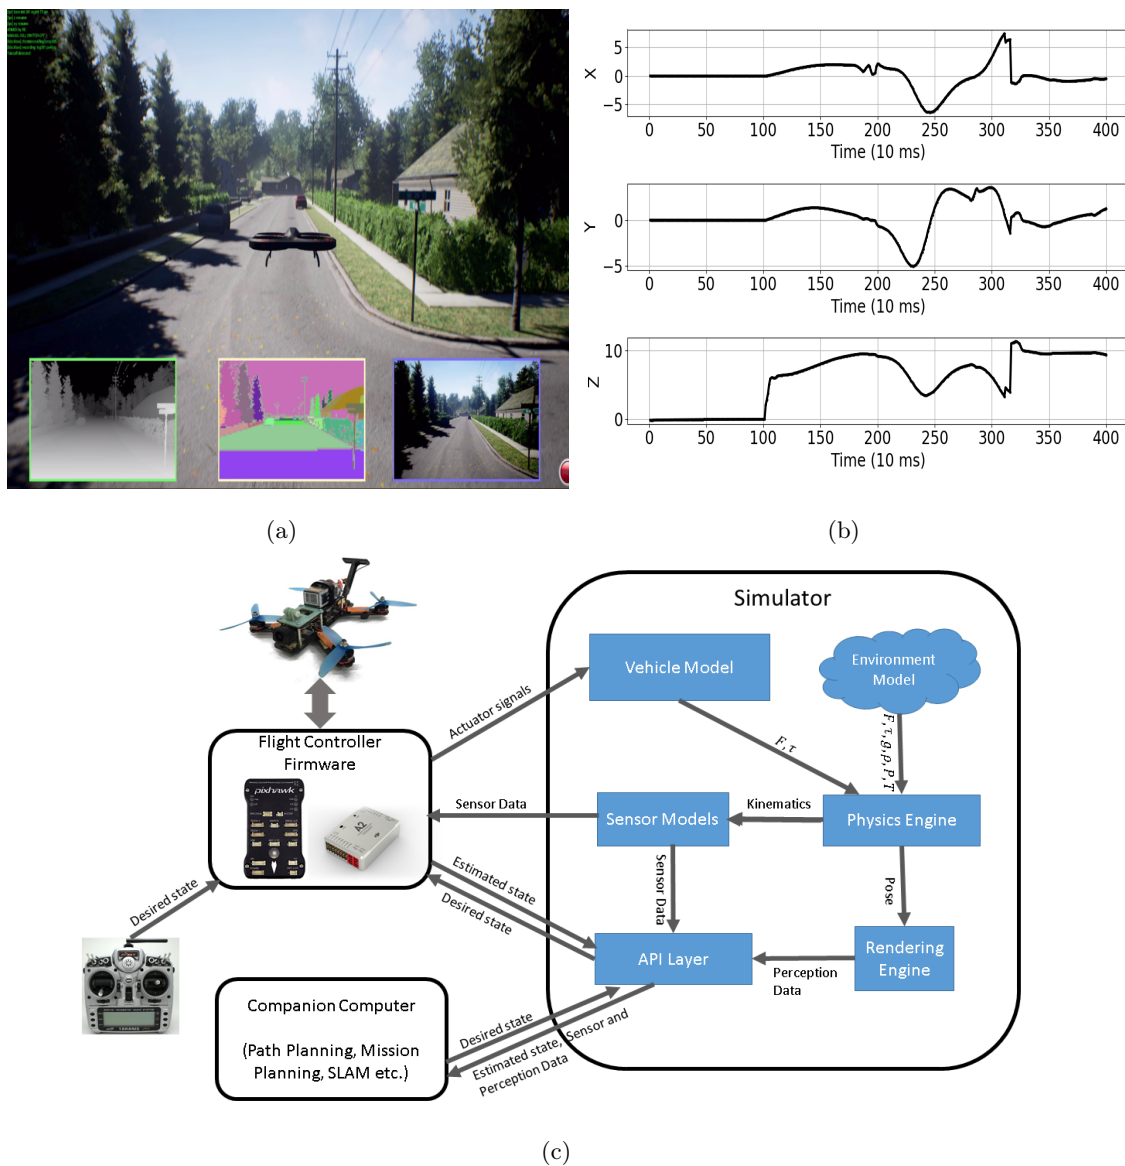 X
5
0
−5
0 50 100 150 200 250 300 350 400
Time (10 ms)
Y
0
−5
0 50 100 150 200 250 300 350 400
Time (10 ms)
Z
10
0
0 50 100 150 200 250 300 350 400
Time (10 ms)
(a)
(b)
Simulator
Vehicle Model
Environment
Model
Actuator signals
F, τ
F, τ, g, ρ, P, T
Flight Controller
Firmware
pixhawk
A2
Sensor Data
Sensor Models
Kinematics
Physics Engine
Estimated state
Desired state
Desired state
Sensor Data
Pose
API Layer
Perception
Data
Rendering
Engine
Companion Computer
(Path Planning, Mission
Planning, SLAM etc.)
Desired state
Estimated state, Sensor and
Perception Data
(c)